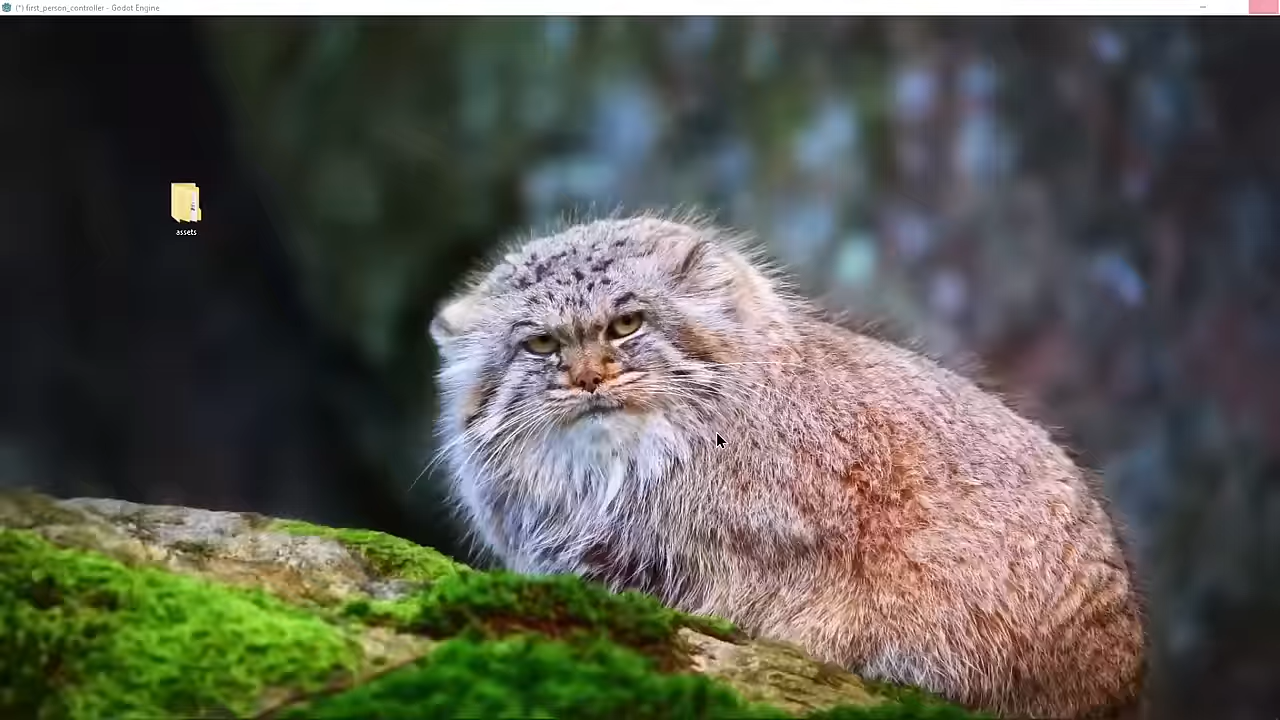 (*) first_person_controller - Godot Engine
assets